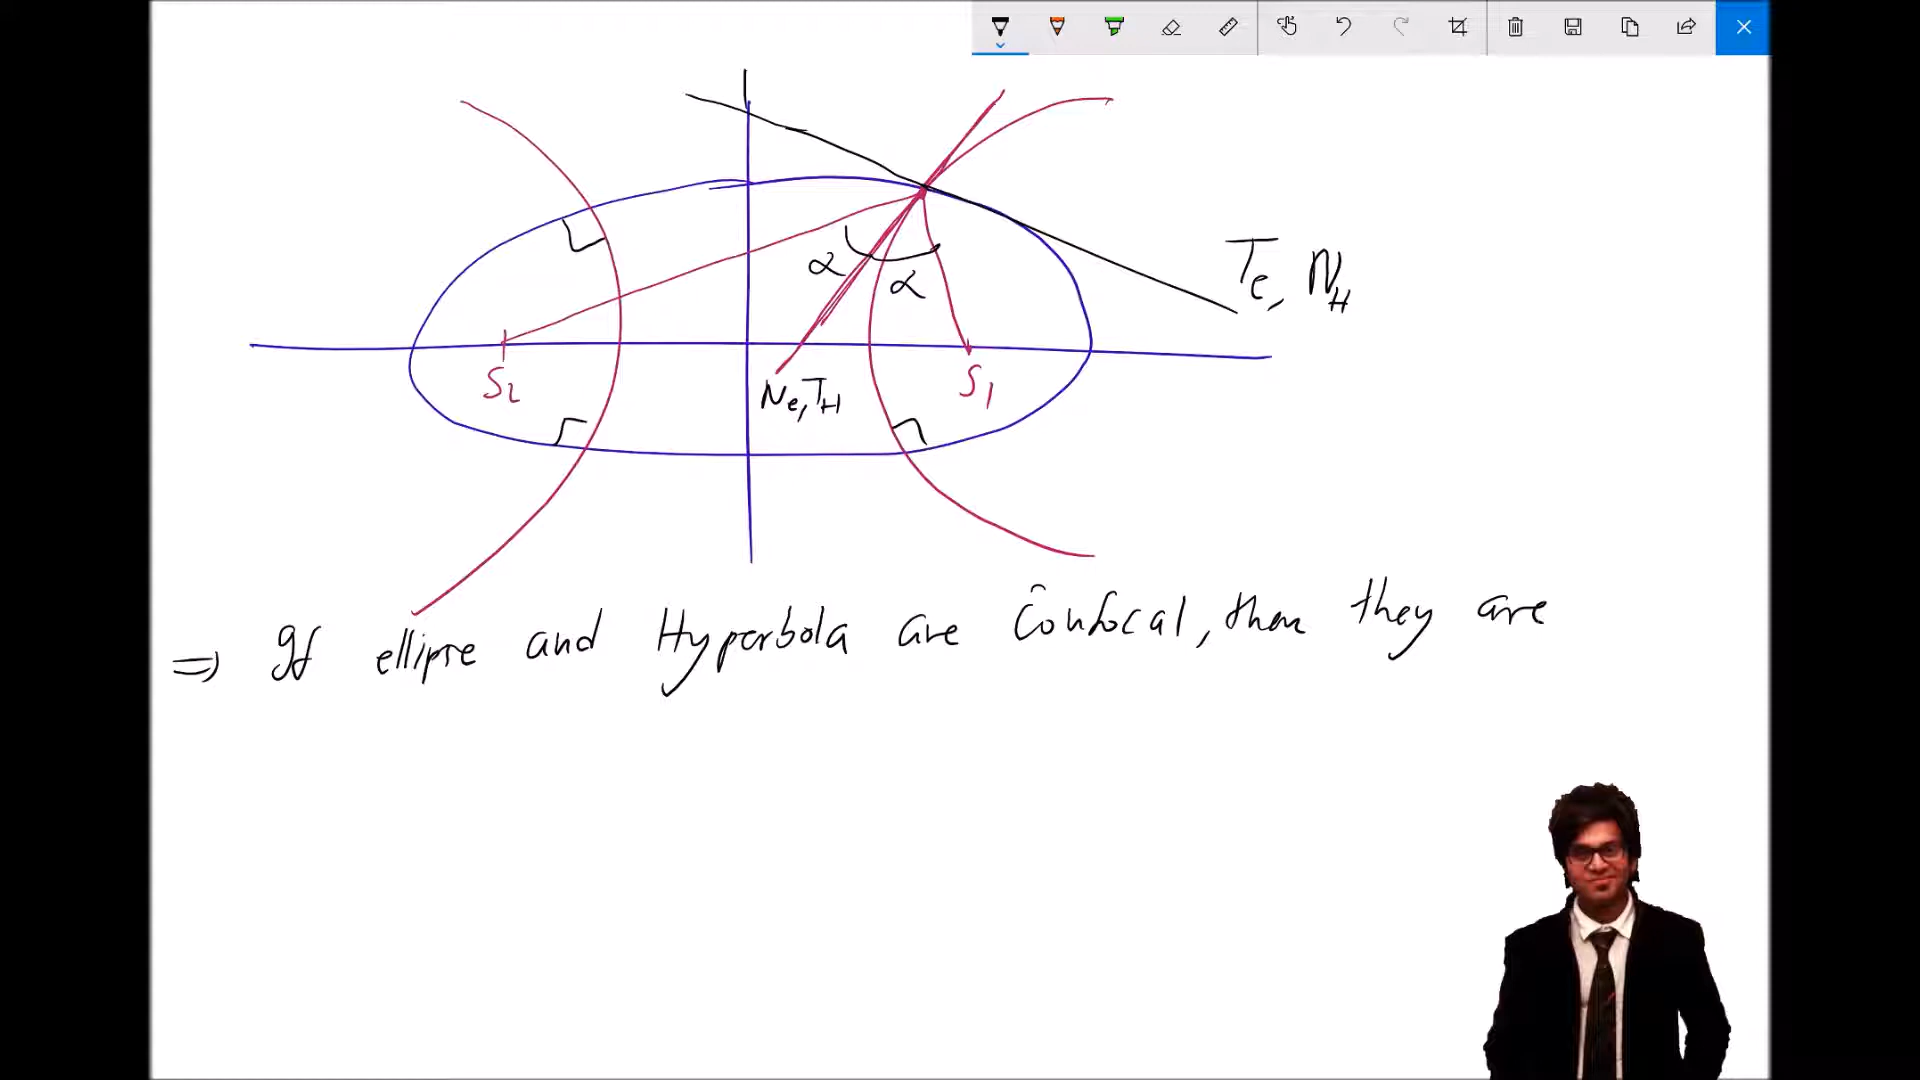 Te, NH
α
α
S2
Ne, TH
S1
⇒ If ellipse and Hyperbola are Confocal, then they are